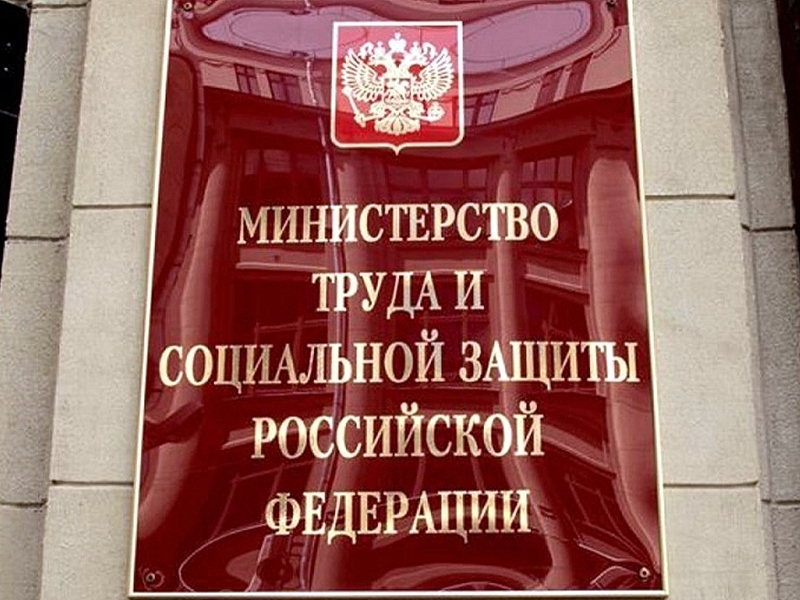 МИНИСТЕРСТВО
ТРУДА И
СОЦИАЛЬНОЙ ЗАЩИТЫ
РОССИЙСКОЙ
ФЕДЕРАЦИИ